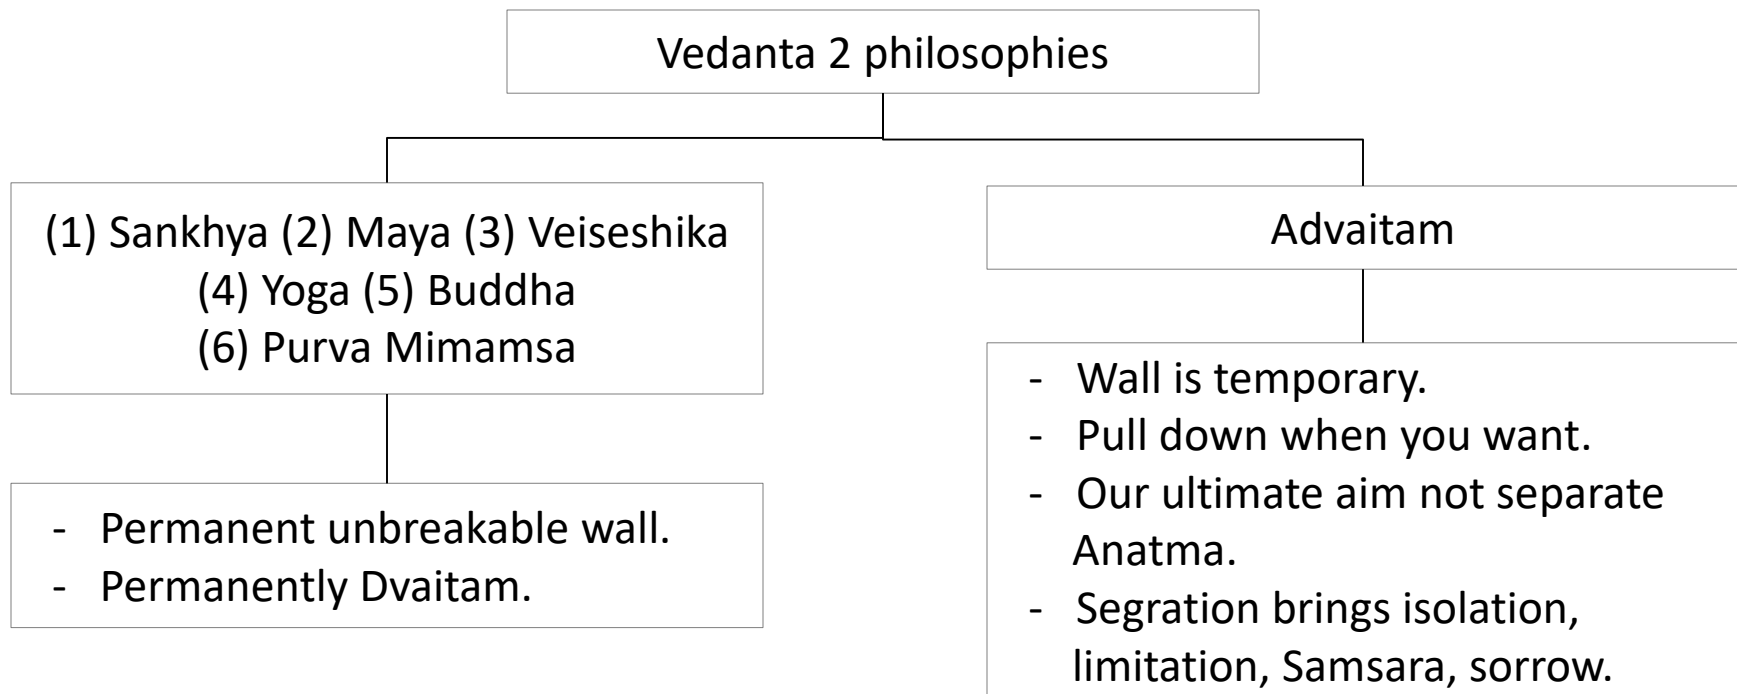 Vedanta 2 philosophies
(1) Sankhya (2) Maya (3) Veiseshika
(4) Yoga (5) Buddha
(6) Purva Mimamsa
- Permanent unbreakable wall.
- Permanently Dvaitam.
Advaitam
- Wall is temporary.
- Pull down when you want.
- Our ultimate aim not separate
Anatma.
- Segration brings isolation,
limitation, Samsara, sorrow.